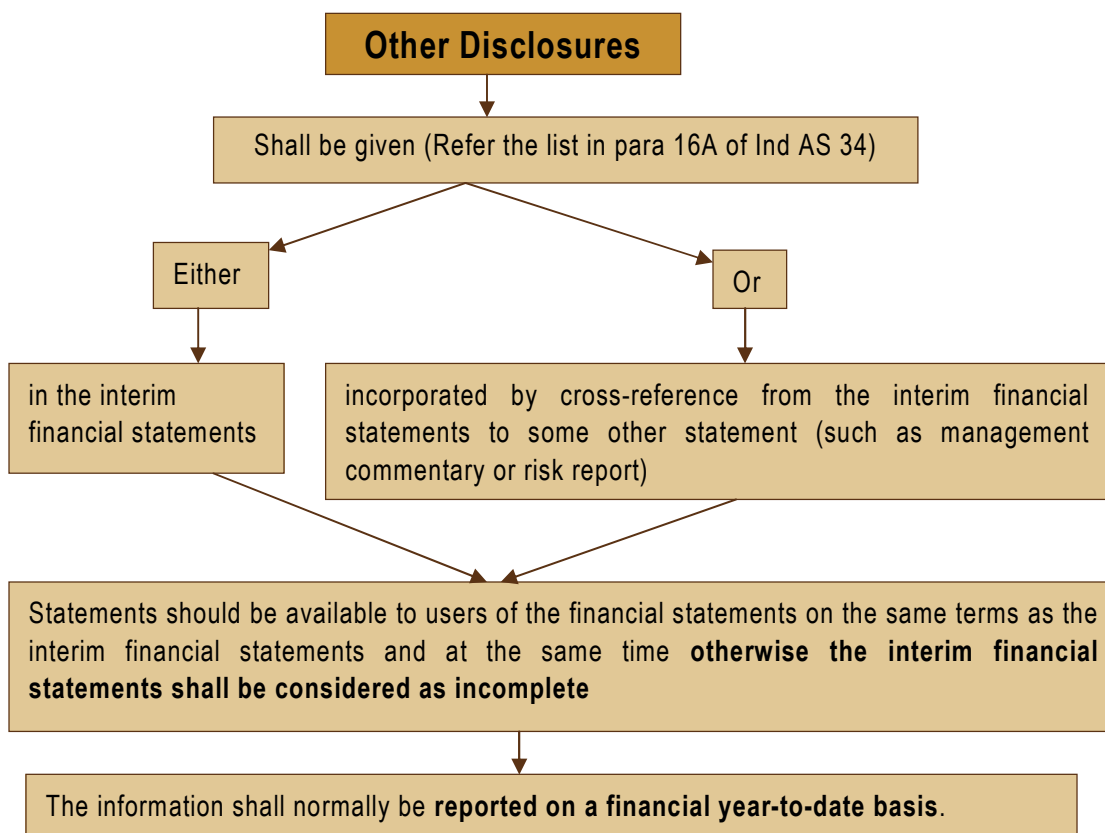 Other Disclosures
Shall be given (Refer the list in para 16A of Ind AS 34)
Either
Or
in the interim
financial statements
incorporated by cross-reference from the interim financial
statements to some other statement (such as management
commentary or risk report)
Statements should be available to users of the financial statements on the same terms as the
interim financial statements and at the same time otherwise the interim financial
statements shall be considered as incomplete
The information shall normally be reported on a financial year-to-date basis.